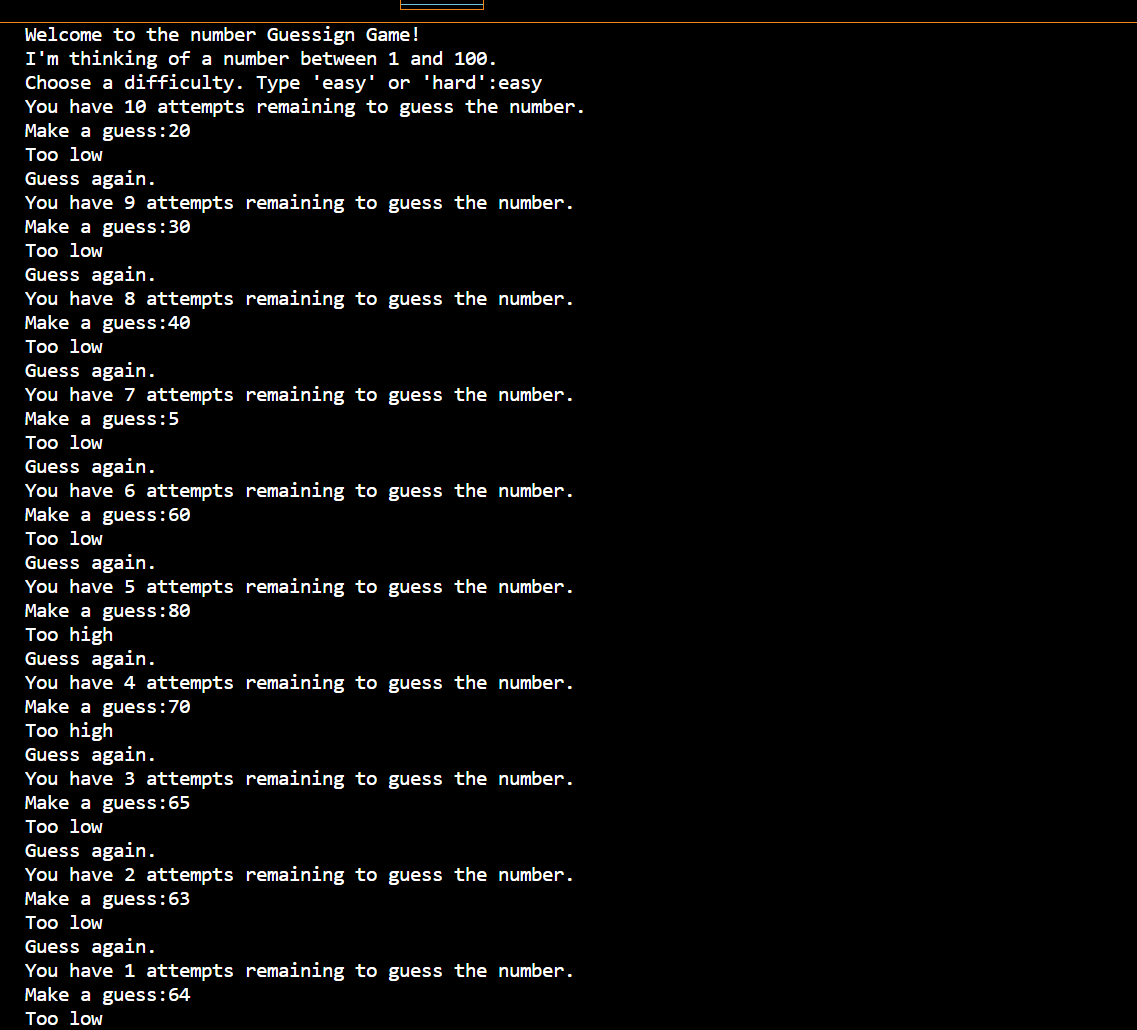 Welcome to the number Guessign Game!
I'm thinking of a number between 1 and 100.
Choose a difficulty. Type 'easy' or 'hard':easy
You have 10 attempts remaining to guess the number.
Make a guess:20
Too low
Guess again.
You have 9 attempts remaining to guess the number.
Make a guess:30
Too low
Guess again.
You have 8 attempts remaining to guess the number.
Make a guess:40
Too low
Guess again.
You have 7 attempts remaining to guess the number.
Make a guess:5
Too low
Guess again.
You have 6 attempts remaining to guess the number.
Make a guess:60
Too low
Guess again.
You have 5 attempts remaining to guess the number.
Make a guess:80
Too high
Guess again.
You have 4 attempts remaining to guess the number.
Make a guess:70
Too high
Guess again.
You have 3 attempts remaining to guess the number.
Make a guess:65
Too low
Guess again.
You have 2 attempts remaining to guess the number.
Make a guess:63
Too low
Guess again.
You have 1 attempts remaining to guess the number.
Make a guess:64
Too low